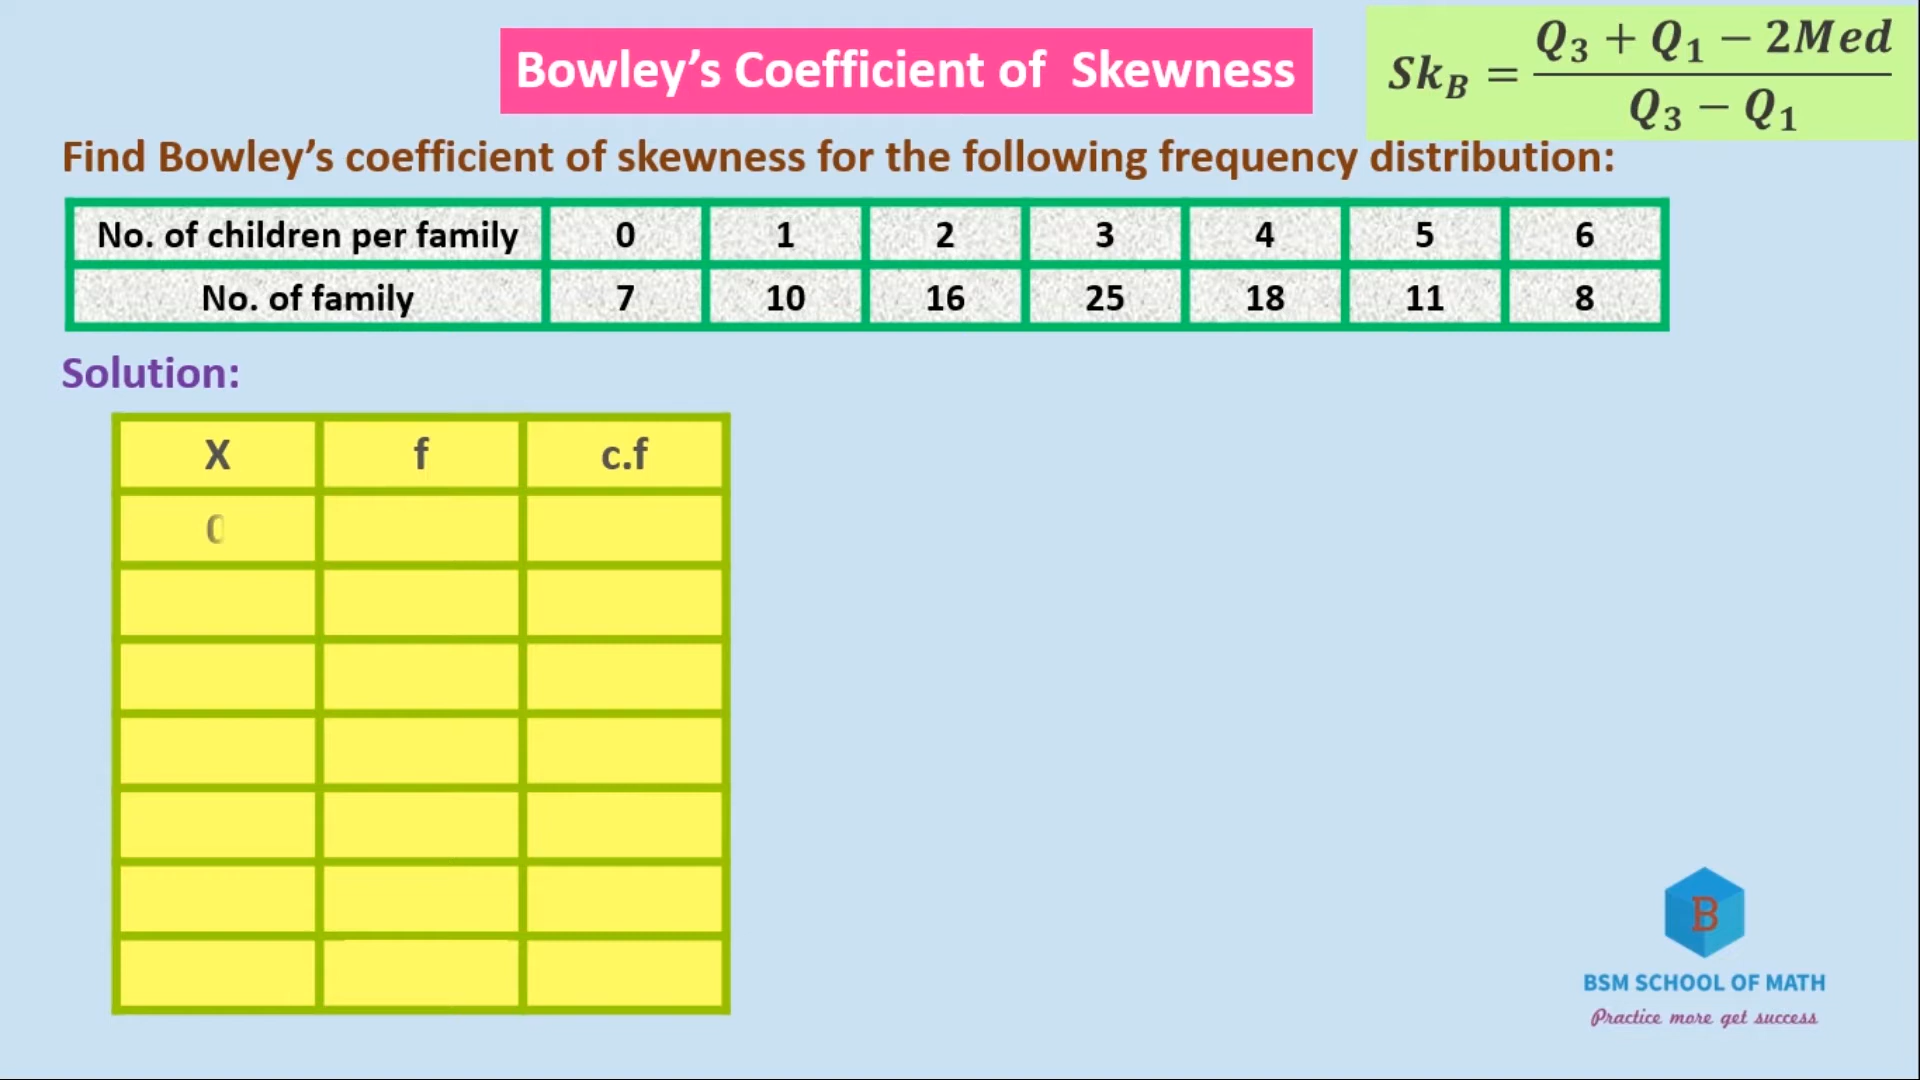 Bowley's Coefficient of Skewness
Sk_B = (Q_3 + Q_1 − 2Med) / (Q_3 − Q_1)
Find Bowley's coefficient of skewness for the following frequency distribution:
No. of children per family 0 1 2 3 4 5 6
No. of family 7 10 16 25 18 11 8
Solution:
X f c.f
0
B
BSM SCHOOL OF MATH
Practice more get success